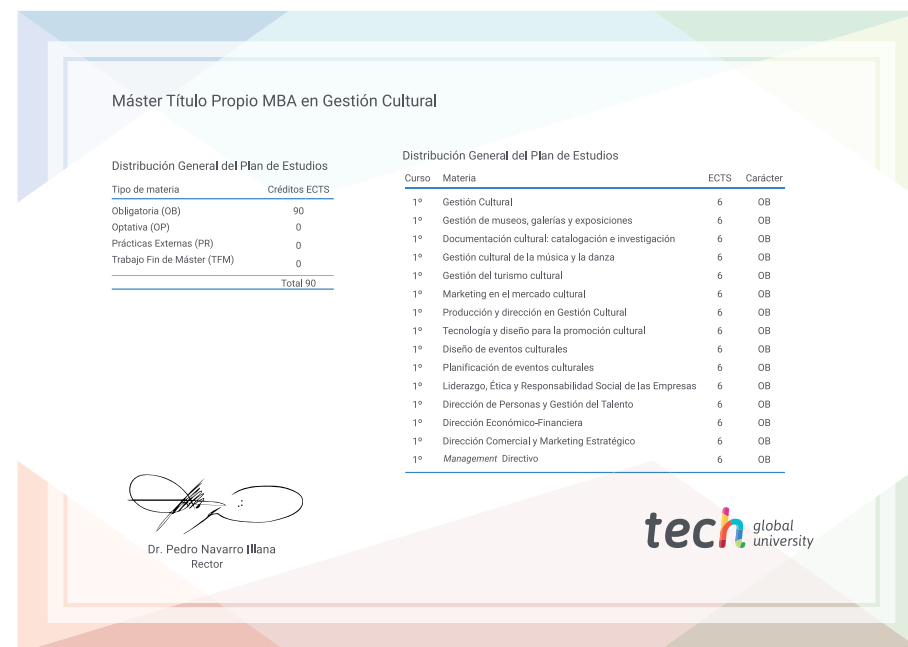 Máster Título Propio MBA en Gestión Cultural
Distribución General del Plan de Estudios
Tipo de materia Créditos ECTS
Obligatoria (OB) 90
Optativa (OP) 0
Prácticas Externas (PR) 0
Trabajo Fin de Máster (TFM) 0
Total 90
Distribución General del Plan de Estudios
Curso Materia ECTS Carácter
1º Gestión Cultural 6 OB
1º Gestión de museos, galerías y exposiciones 6 OB
1º Documentación cultural: catalogación e investigación 6 OB
1º Gestión cultural de la música y la danza 6 OB
1º Gestión del turismo cultural 6 OB
1º Marketing en el mercado cultural 6 OB
1º Producción y dirección en Gestión Cultural 6 OB
1º Tecnología y diseño para la promoción cultural 6 OB
1º Diseño de eventos culturales 6 OB
1º Planificación de eventos culturales 6 OB
1º Liderazgo, Ética y Responsabilidad Social de las Empresas 6 OB
1º Dirección de Personas y Gestión del Talento 6 OB
1º Dirección Económico-Financiera 6 OB
1º Dirección Comercial y Marketing Estratégico 6 OB
1º Management Directivo 6 OB
Dr. Pedro Navarro Illana
Rector
tech global
university